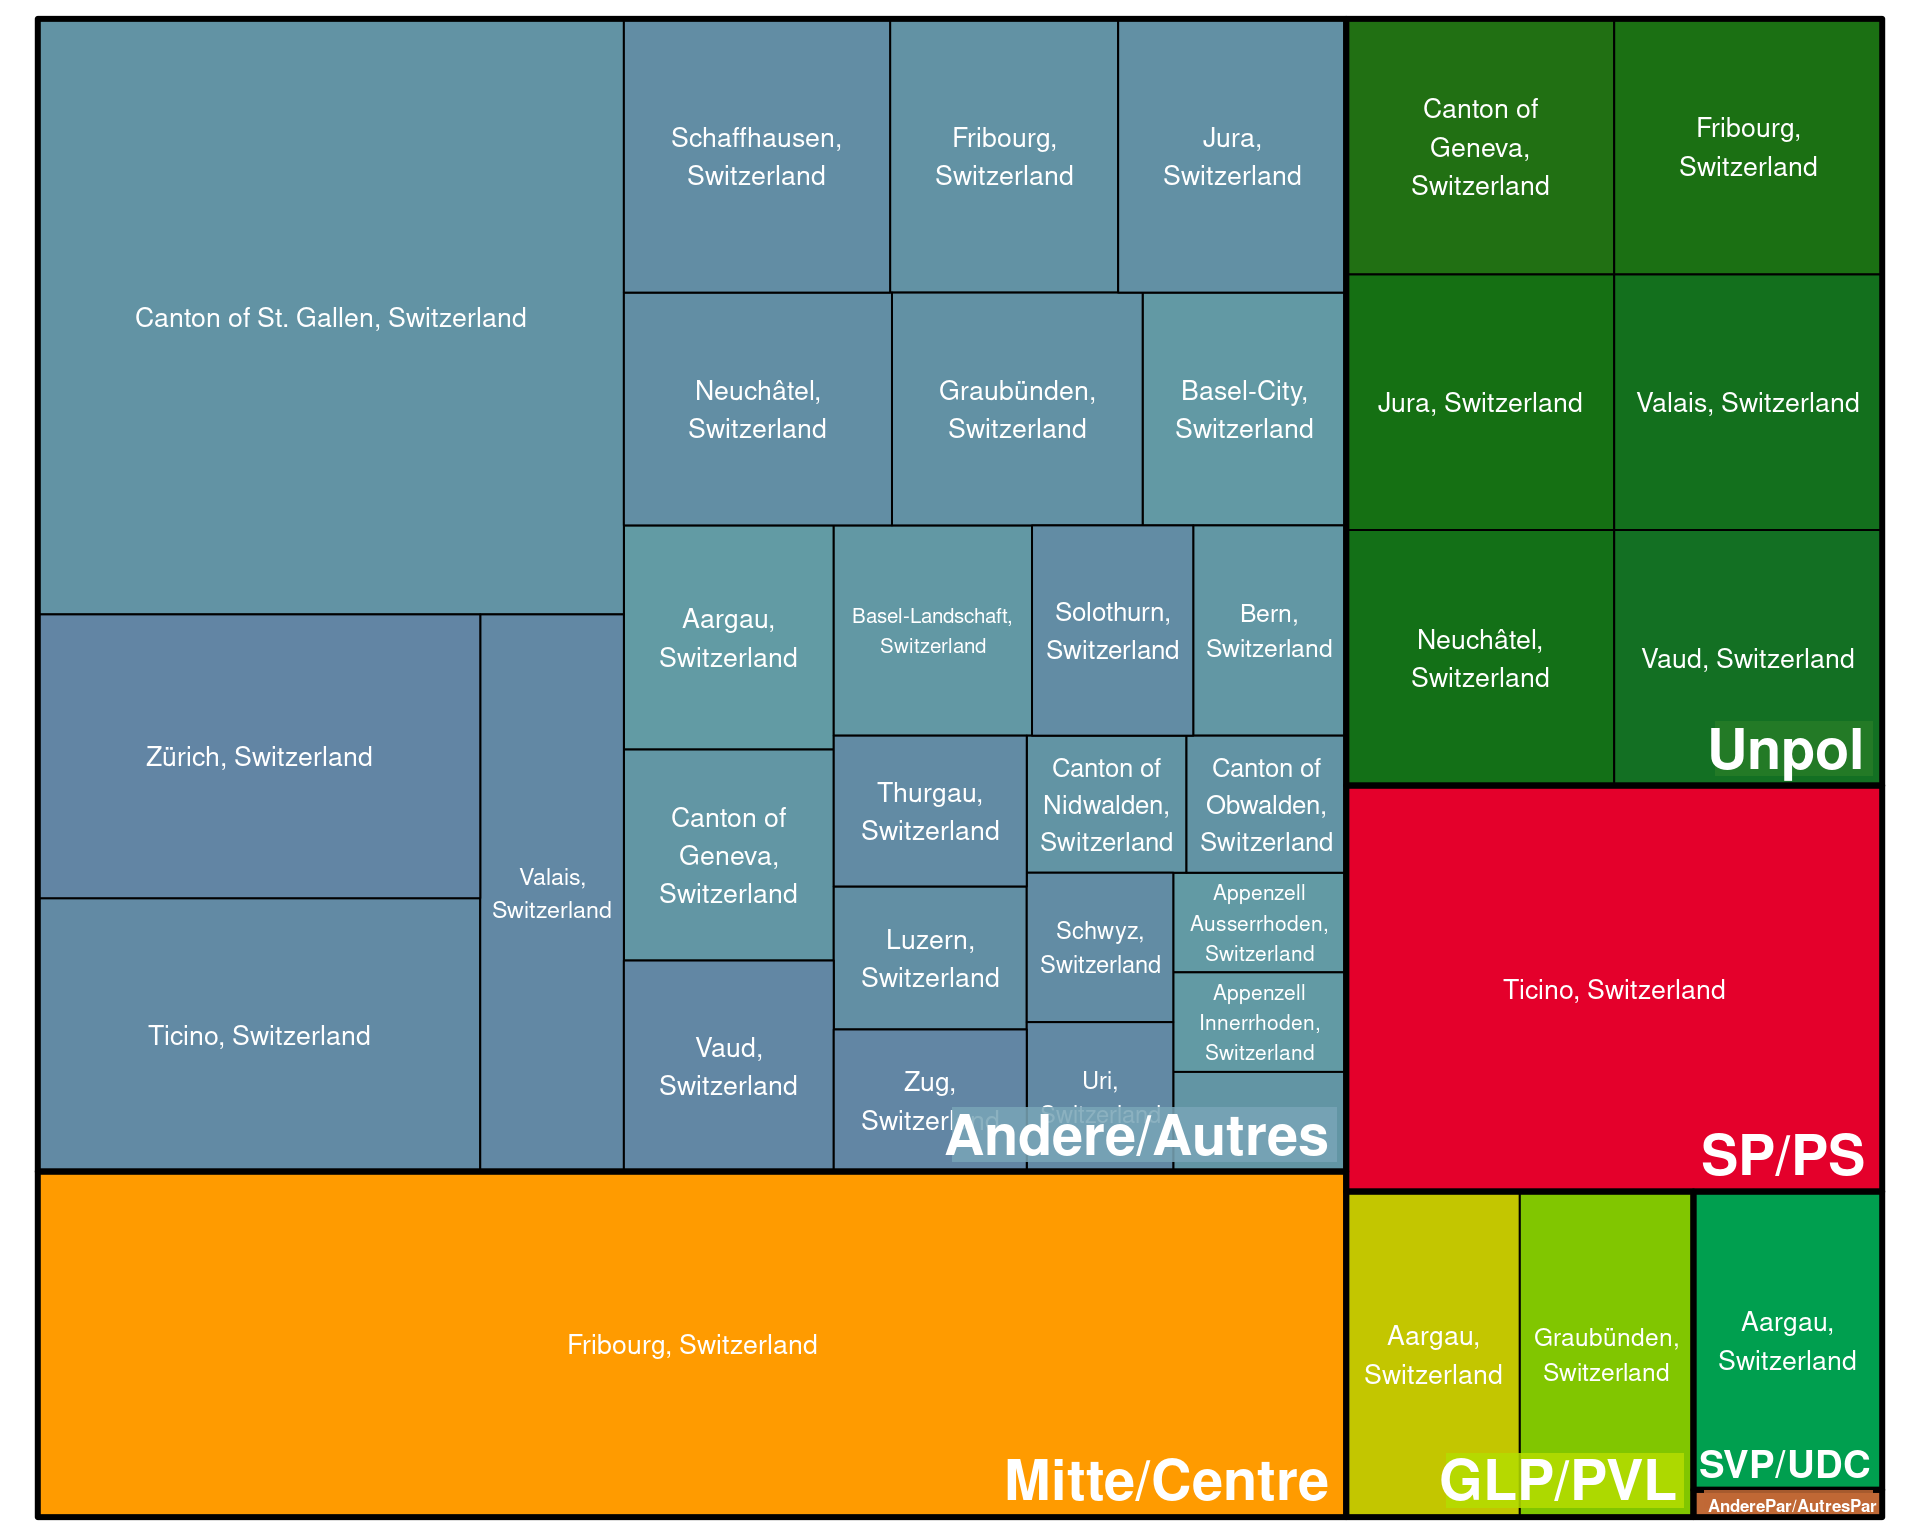 Canton of St. Gallen, Switzerland
Schaffhausen,
Switzerland
Fribourg,
Switzerland
Jura,
Switzerland
Neuchâtel,
Switzerland
Graubünden,
Switzerland
Basel-City,
Switzerland
Zürich, Switzerland
Ticino, Switzerland
Valais,
Switzerland
Aargau,
Switzerland
Basel-Landschaft,
Switzerland
Solothurn,
Switzerland
Bern,
Switzerland
Canton of
Geneva,
Switzerland
Vaud,
Switzerland
Thurgau,
Switzerland
Luzern,
Switzerland
Zug,
Switzerland
Canton of
Nidwalden,
Switzerland
Canton of
Obwalden,
Switzerland
Schwyz,
Switzerland
Uri,
Switzerland
Appenzell
Ausserrhoden,
Switzerland
Appenzell
Innerrhoden,
Switzerland
Andere/Autres
Fribourg, Switzerland
Mitte/Centre
Canton of
Geneva,
Switzerland
Fribourg,
Switzerland
Jura, Switzerland
Valais, Switzerland
Neuchâtel,
Switzerland
Vaud, Switzerland
Unpol
Ticino, Switzerland
SP/PS
Aargau,
Switzerland
Graubünden,
Switzerland
GLP/PVL
Aargau,
Switzerland
SVP/UDC
AnderePar/AutresPar